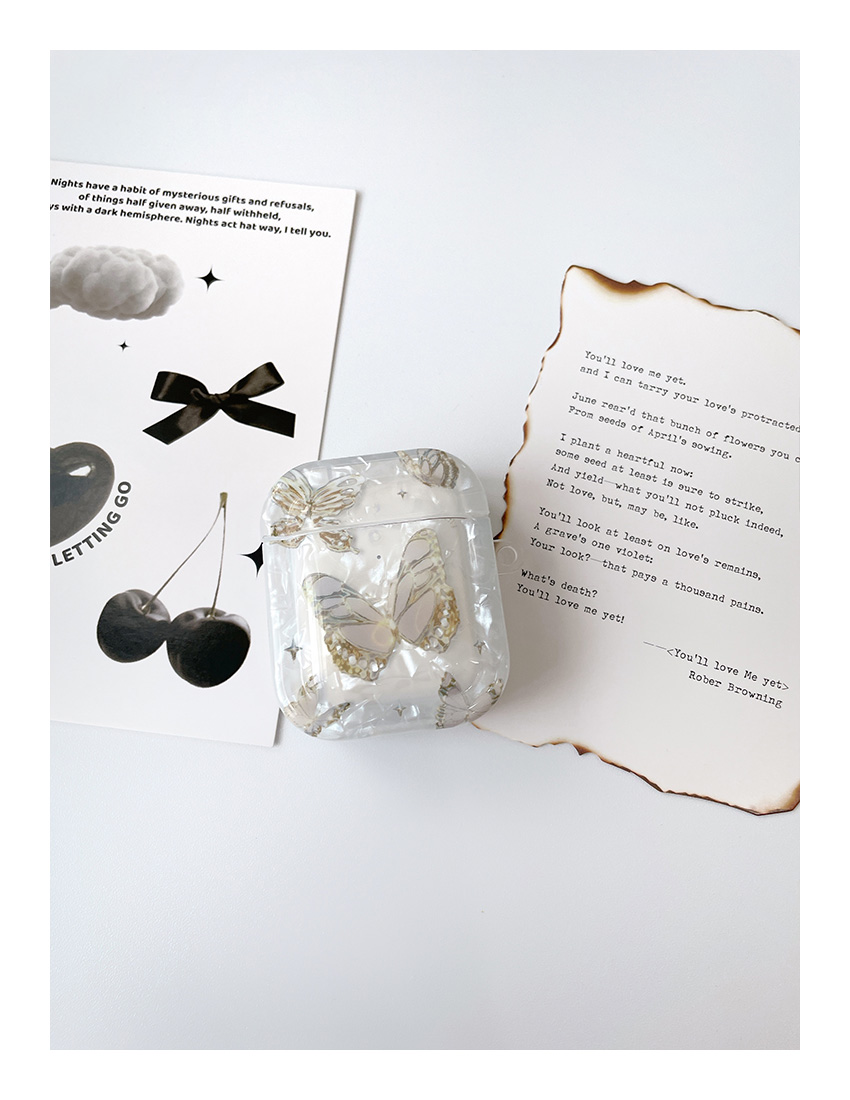 Nights have a habit of mysterious gifts and refusals,
of things half given away, half withheld,
ys with a dark hemisphere. Nights act hat way, I tell you.
LETTING GO
You'll love me yet.
and I can tarry your love's protracted
June rear'd that bunch of flowers you c
From seeds of April's sowing.
I plant a heartful now:
some seed at least is sure to strike,
And yield—what you'll not pluck indeed,
Not love, but, may be, like.
You'll look at least on love's remains,
A grave's one violet:
Your look?—that pays a thousand pains.
What's death?
You'll love me yet!
——<You'll love Me yet>
Rober Browning